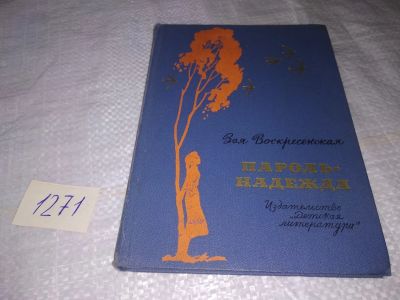 Зоя Воскресенская
ПАРОЛЬ-
НАДЕЖДА
Издательство
„Детская
литература"
1271